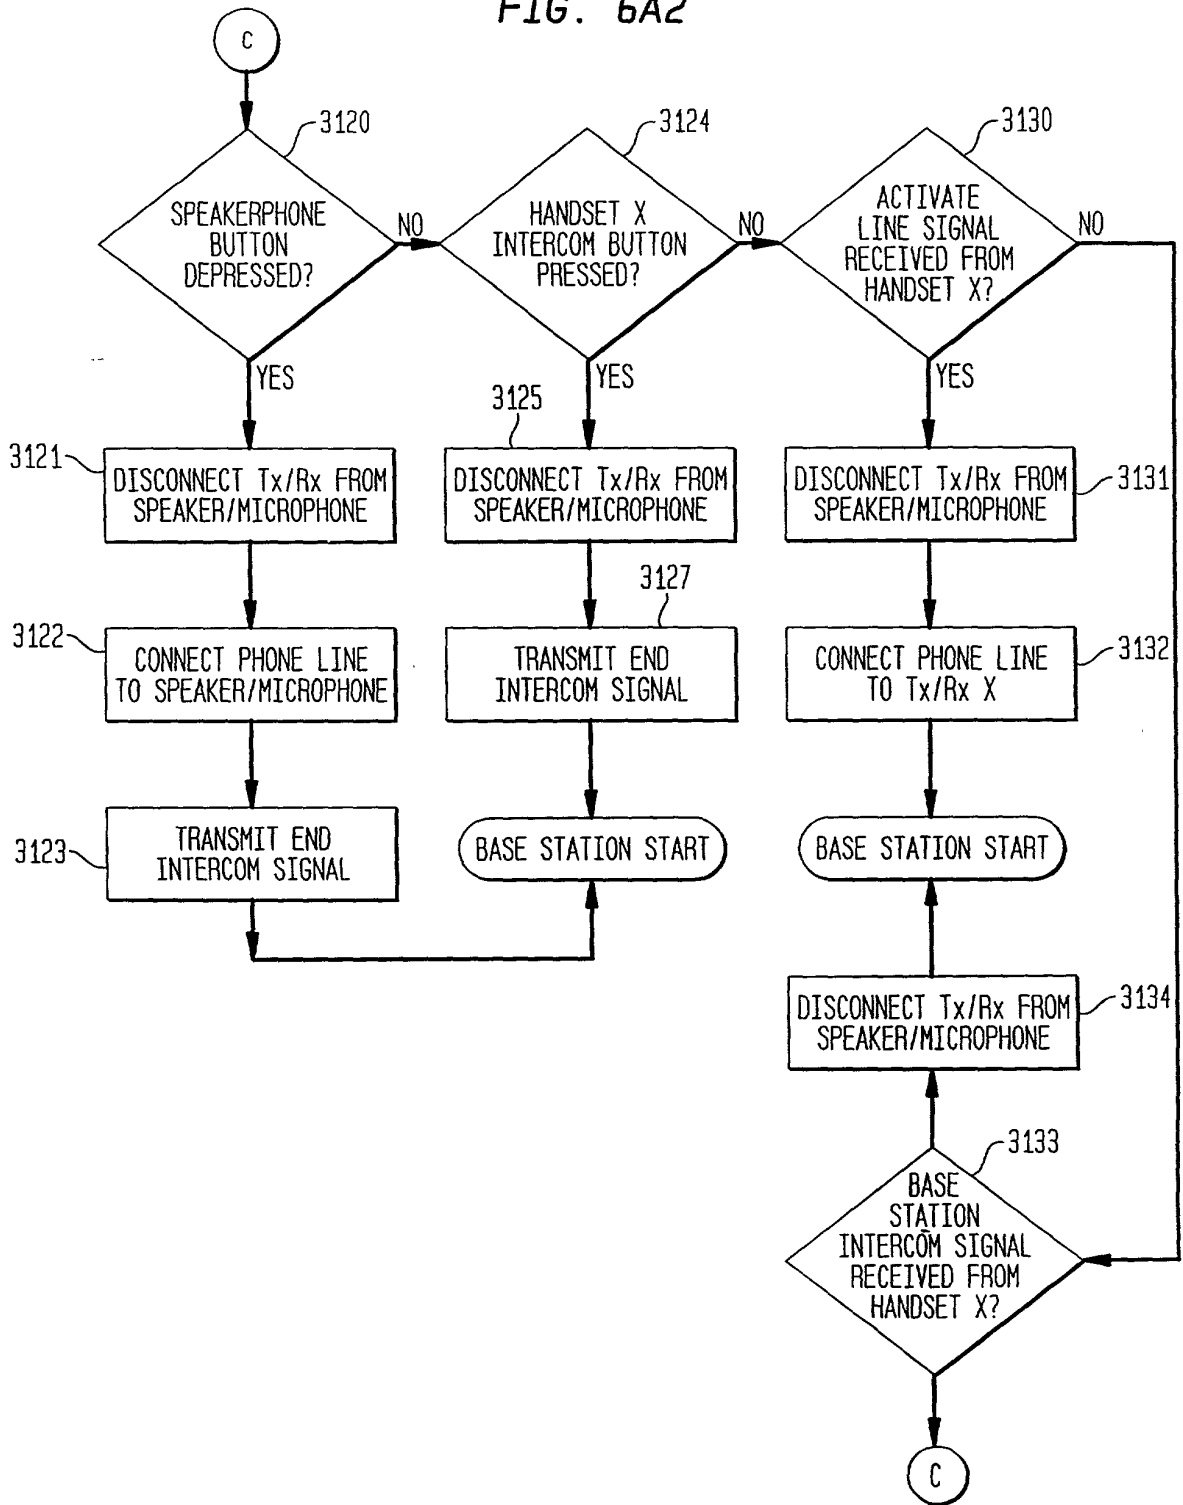 FIG. 6A2
C
3120
SPEAKERPHONE
BUTTON
DEPRESSED?
NO
YES
3124
HANDSET X
INTERCOM BUTTON
PRESSED?
NO
YES
3130
ACTIVATE
LINE SIGNAL
RECEIVED FROM
HANDSET X?
NO
YES
3121
DISCONNECT Tx/Rx FROM
SPEAKER/MICROPHONE
3125
DISCONNECT Tx/Rx FROM
SPEAKER/MICROPHONE
3131
DISCONNECT Tx/Rx FROM
SPEAKER/MICROPHONE
3122
CONNECT PHONE LINE
TO SPEAKER/MICROPHONE
3127
TRANSMIT END
INTERCOM SIGNAL
3132
CONNECT PHONE LINE
TO Tx/Rx X
3123
TRANSMIT END
INTERCOM SIGNAL
BASE STATION START
BASE STATION START
3134
DISCONNECT Tx/Rx FROM
SPEAKER/MICROPHONE
3133
BASE
STATION
INTERCOM SIGNAL
RECEIVED FROM
HANDSET X?
C